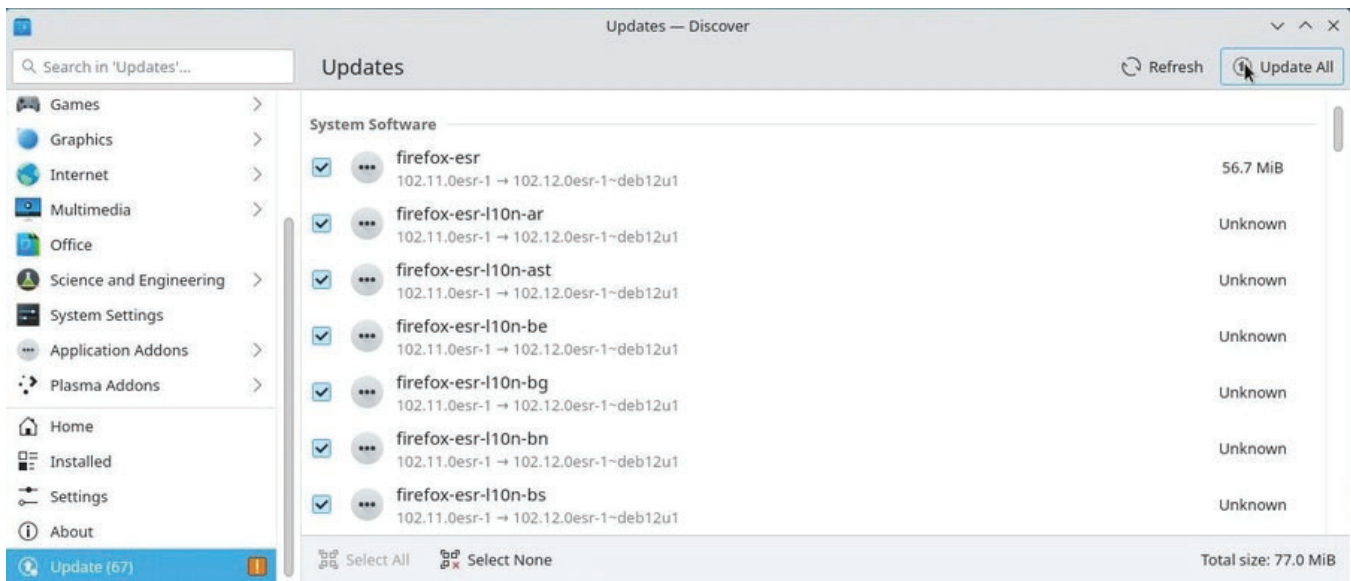 Updates — Discover
Search in 'Updates'...
Updates
Refresh
Update All
Games
Graphics
Internet
Multimedia
Office
Science and Engineering
System Settings
Application Addons
Plasma Addons
Home
Installed
Settings
About
Update (67)
System Software
firefox-esr
102.11.0esr-1 → 102.12.0esr-1~deb12u1
56.7 MiB
firefox-esr-l10n-ar
102.11.0esr-1 → 102.12.0esr-1~deb12u1
Unknown
firefox-esr-l10n-ast
102.11.0esr-1 → 102.12.0esr-1~deb12u1
Unknown
firefox-esr-l10n-be
102.11.0esr-1 → 102.12.0esr-1~deb12u1
Unknown
firefox-esr-l10n-bg
102.11.0esr-1 → 102.12.0esr-1~deb12u1
Unknown
firefox-esr-l10n-bn
102.11.0esr-1 → 102.12.0esr-1~deb12u1
Unknown
firefox-esr-l10n-bs
102.11.0esr-1 → 102.12.0esr-1~deb12u1
Unknown
Select All
Select None
Total size: 77.0 MiB